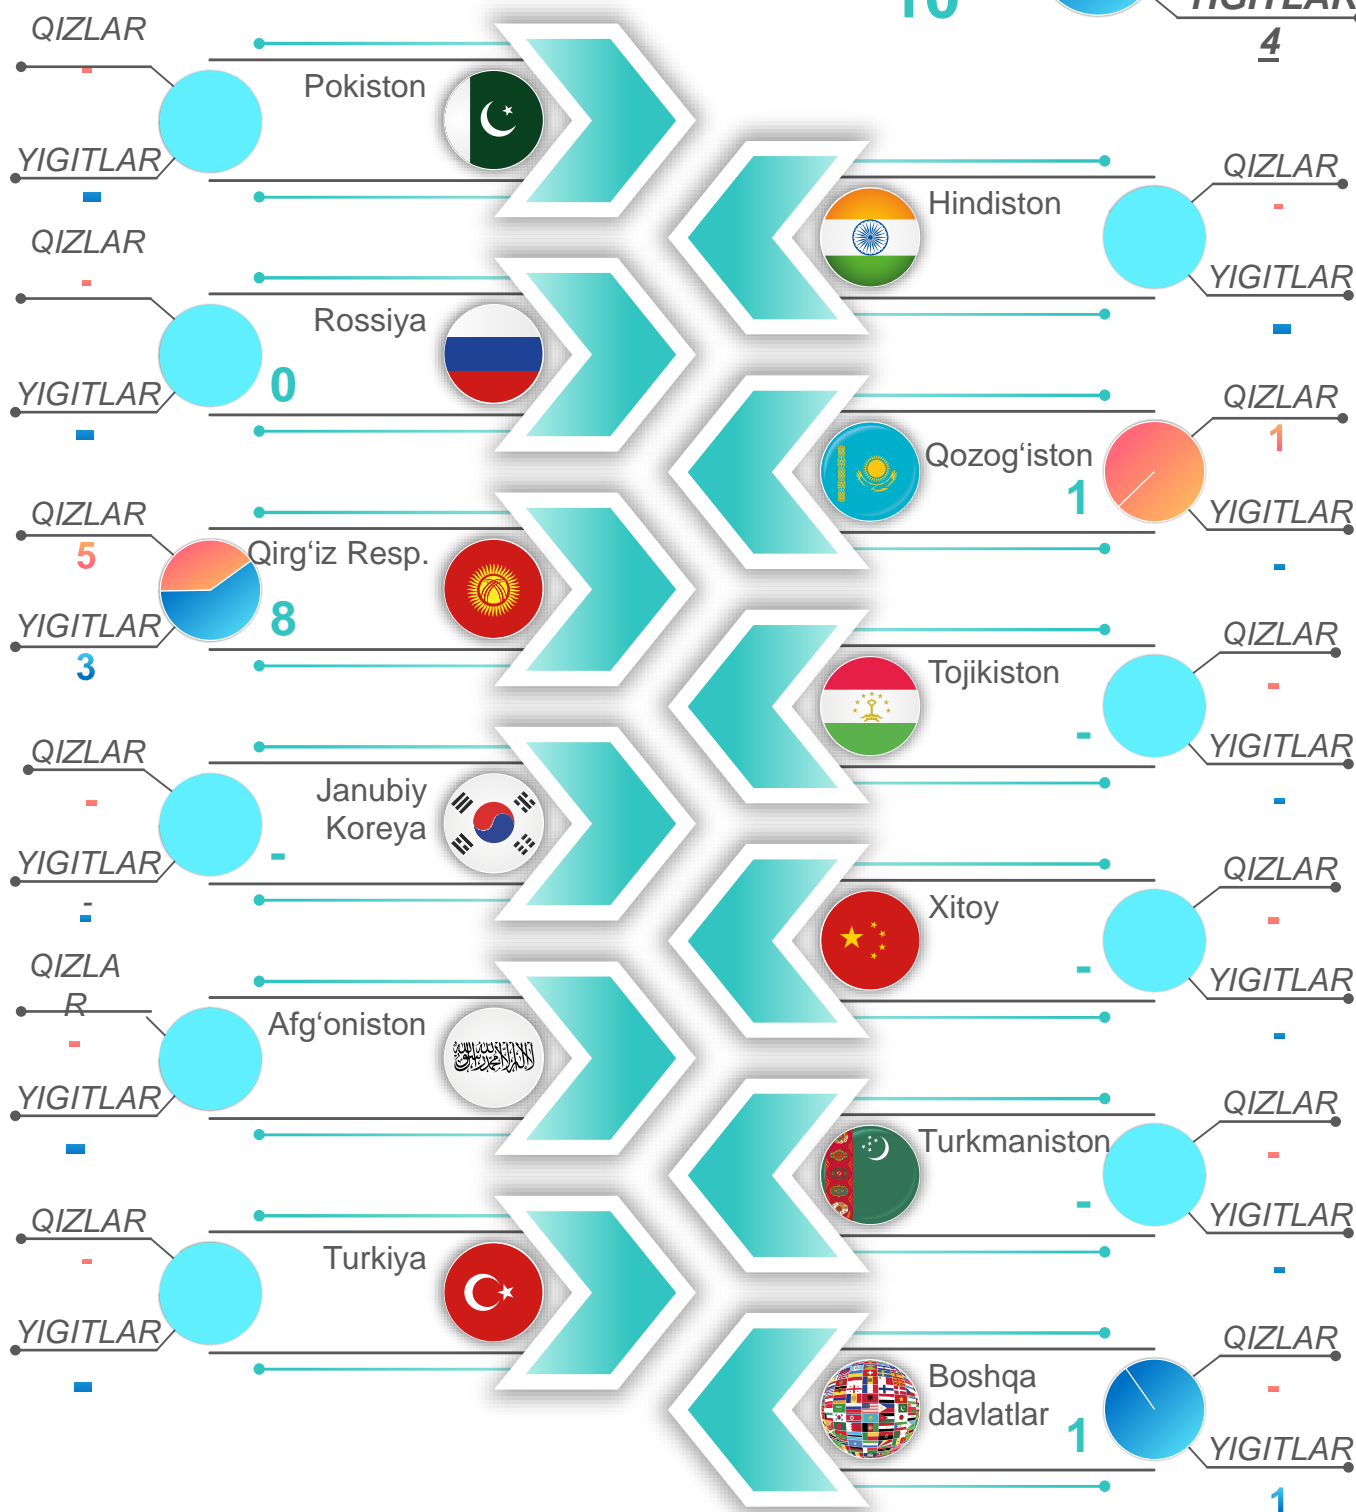 10
YIGITLAR
4
QIZLAR
-
Pokiston
YIGITLAR
-
QIZLAR
-
Hindiston
YIGITLAR
-
QIZLAR
-
Rossiya
0
YIGITLAR
-
QIZLAR
1
Qozog‘iston
1
YIGITLAR
-
QIZLAR
5
Qirg‘iz Resp.
8
YIGITLAR
3
QIZLAR
-
Tojikiston
-
YIGITLAR
-
QIZLAR
-
Janubiy
Koreya
-
YIGITLAR
-
-
QIZLAR
-
Xitoy
-
YIGITLAR
-
QIZLA
R
-
Afg‘oniston
YIGITLAR
-
QIZLAR
-
Turkmaniston
-
YIGITLAR
-
QIZLAR
-
Turkiya
YIGITLAR
-
QIZLAR
-
Boshqa
davlatlar
1
YIGITLAR
1